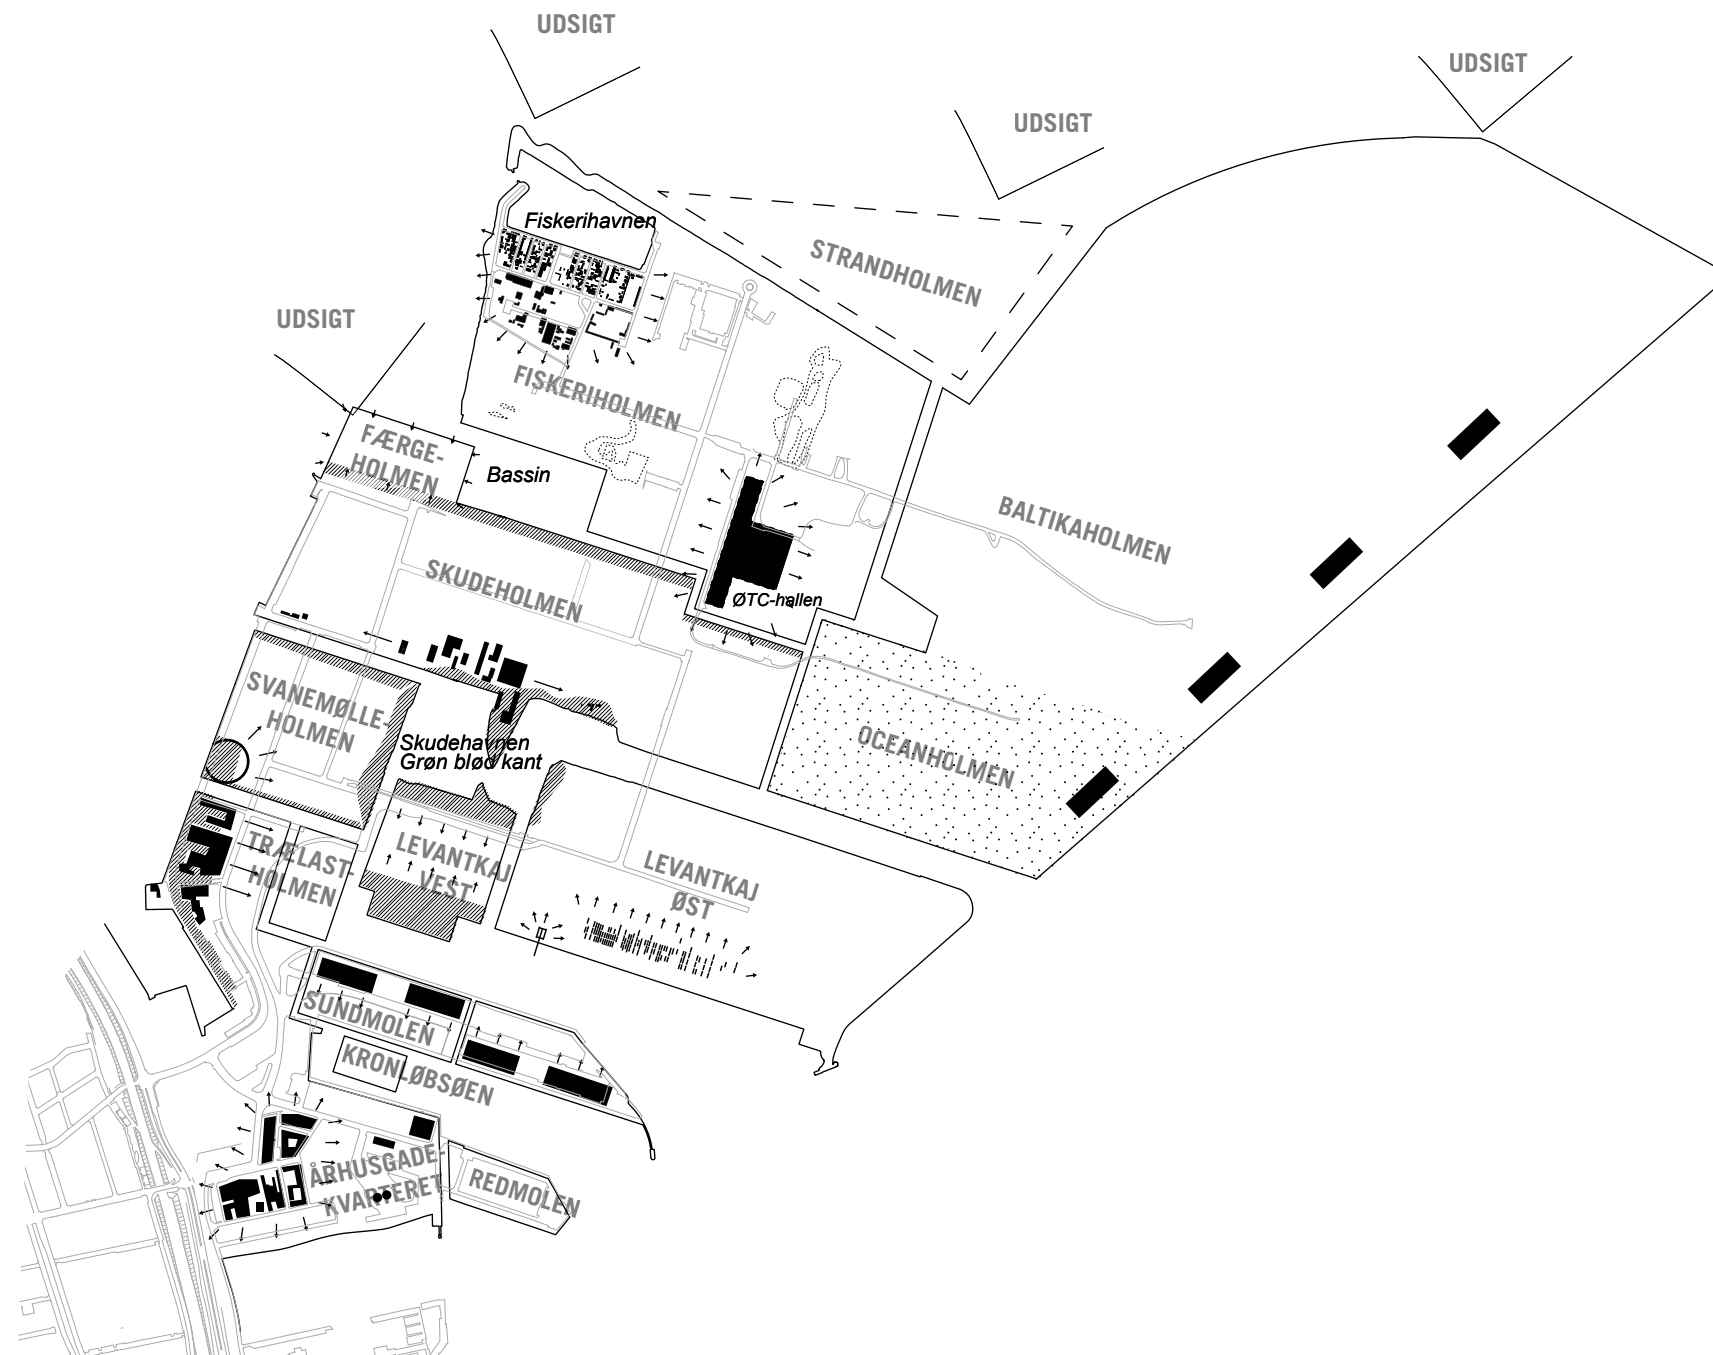 UDSIGT
UDSIGT
UDSIGT
Fiskerihavnen
STRANDHOLMEN
UDSIGT
FISKERIHOLMEN
FÆRGE-
HOLMEN
Bassin
BALTIKAHOLMEN
SKUDEHOLMEN
ØTC-hallen
SVANEMØLLE-
HOLMEN
Skudehavnen
Grøn blød kant
OCEANHOLMEN
TRÆLAST-
HOLMEN
LEVANTKAJ
VEST
LEVANTKAJ
ØST
SUNDMOLEN
KRONLØBSØEN
ÅRHUSGADE-
KVARTERET
REDMOLEN